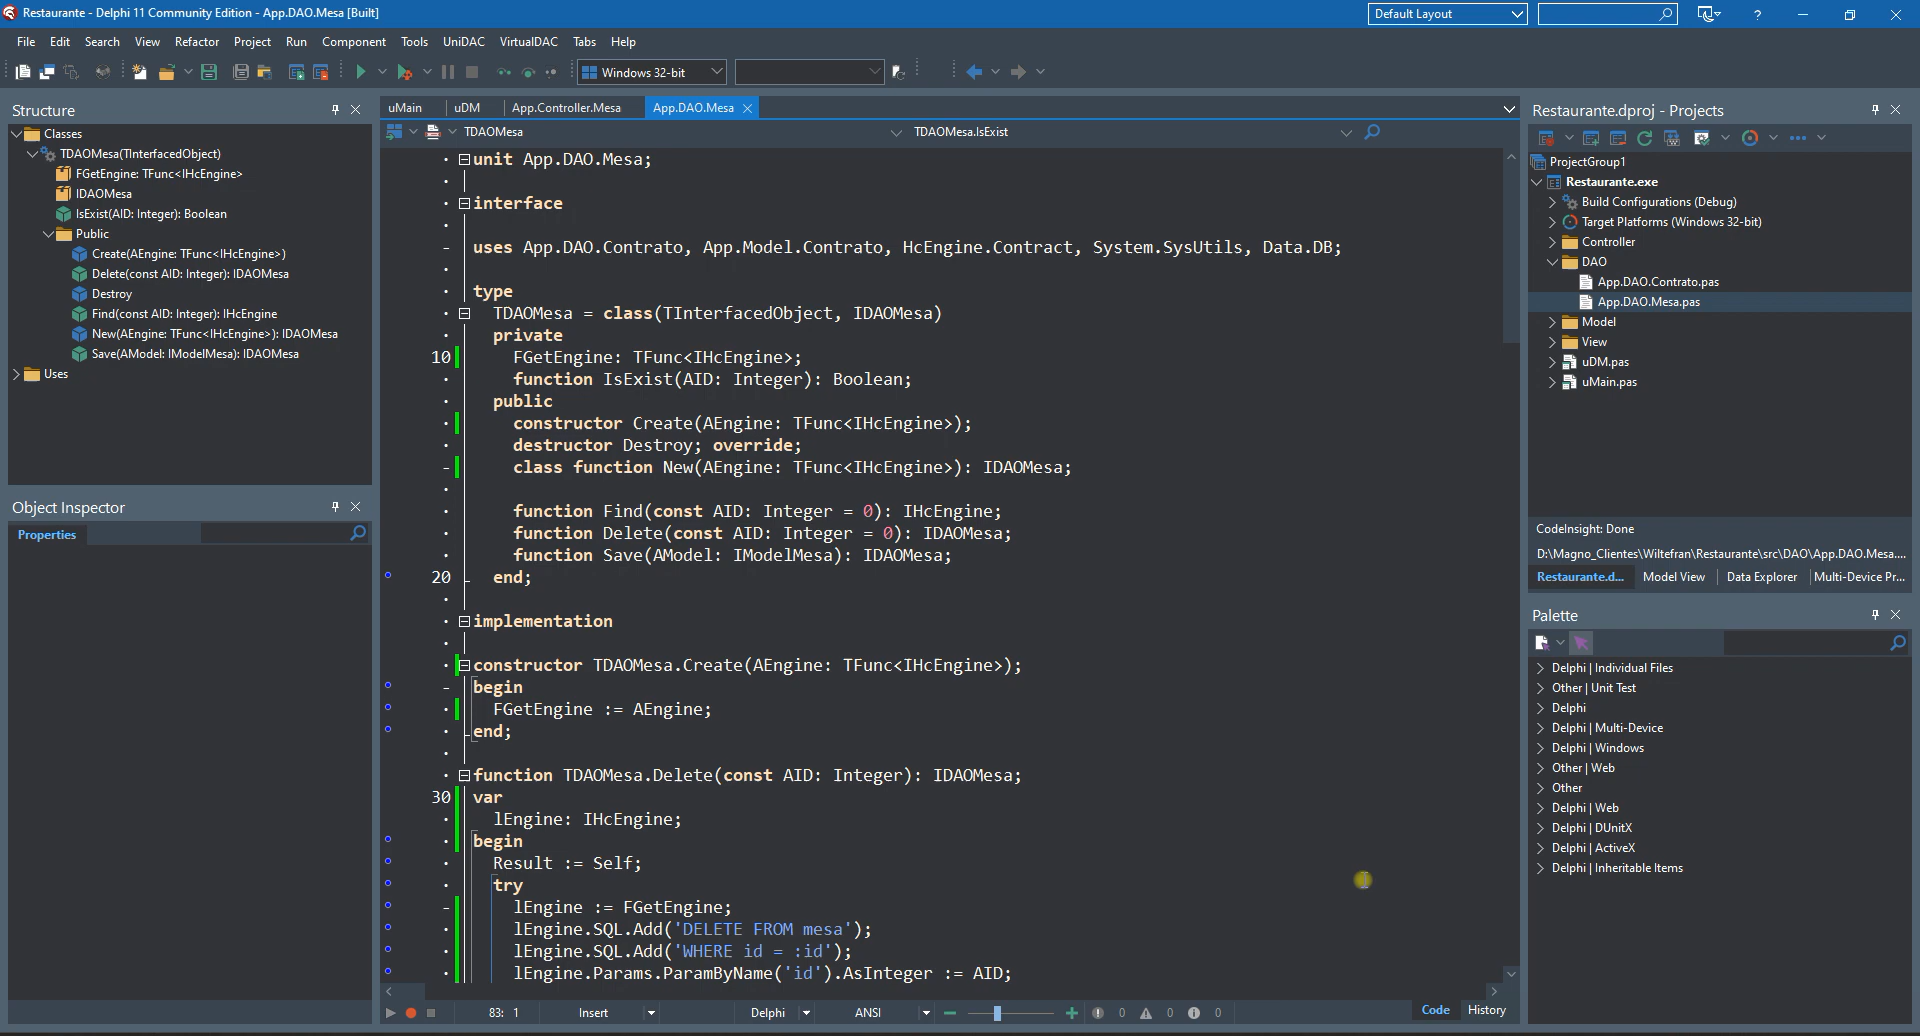 Restaurante - Delphi 11 Community Edition - App.DAO.Mesa [Built]
Default Layout
File Edit Search View Refactor Project Run Component Tools UniDAC VirtualDAC Tabs Help
Windows 32-bit
Structure
Classes
TDAOMesa(TInterfacedObject)
FGetEngine: TFunc<IHcEngine>
IDAOMesa
IsExist(AID: Integer): Boolean
Public
Create(AEngine: TFunc<IHcEngine>)
Delete(const AID: Integer): IDAOMesa
Destroy
Find(const AID: Integer): IHcEngine
New(AEngine: TFunc<IHcEngine>): IDAOMesa
Save(AModel: IModelMesa): IDAOMesa
Uses
Object Inspector
Properties
uMain uDM App.Controller.Mesa App.DAO.Mesa
TDAOMesa TDAOMesa.IsExist
unit App.DAO.Mesa;
interface
uses App.DAO.Contrato, App.Model.Contrato, HcEngine.Contract, System.SysUtils, Data.DB;
type
TDAOMesa = class(TInterfacedObject, IDAOMesa)
private
10 FGetEngine: TFunc<IHcEngine>;
function IsExist(AID: Integer): Boolean;
public
constructor Create(AEngine: TFunc<IHcEngine>);
destructor Destroy; override;
class function New(AEngine: TFunc<IHcEngine>): IDAOMesa;
function Find(const AID: Integer = 0): IHcEngine;
function Delete(const AID: Integer = 0): IDAOMesa;
function Save(AModel: IModelMesa): IDAOMesa;
20 end;
implementation
constructor TDAOMesa.Create(AEngine: TFunc<IHcEngine>);
begin
FGetEngine := AEngine;
end;
function TDAOMesa.Delete(const AID: Integer): IDAOMesa;
30 var
lEngine: IHcEngine;
begin
Result := Self;
try
lEngine := FGetEngine;
lEngine.SQL.Add('DELETE FROM mesa');
lEngine.SQL.Add('WHERE id = :id');
lEngine.Params.ParamByName('id').AsInteger := AID;
83: 1 Insert Delphi ANSI 0 0 0 Code History
Restaurante.dproj - Projects
ProjectGroup1
Restaurante.exe
Build Configurations (Debug)
Target Platforms (Windows 32-bit)
Controller
DAO
App.DAO.Contrato.pas
App.DAO.Mesa.pas
Model
View
uDM.pas
uMain.pas
CodeInsight: Done
D:\Magno_Clientes\Wiltefran\Restaurante\src\DAO\App.DAO.Mesa....
Restaurante.d... Model View Data Explorer Multi-Device Pr...
Palette
Delphi | Individual Files
Other | Unit Test
Delphi
Delphi | Multi-Device
Delphi | Windows
Other | Web
Other
Delphi | Web
Delphi | DUnitX
Delphi | ActiveX
Delphi | Inheritable Items